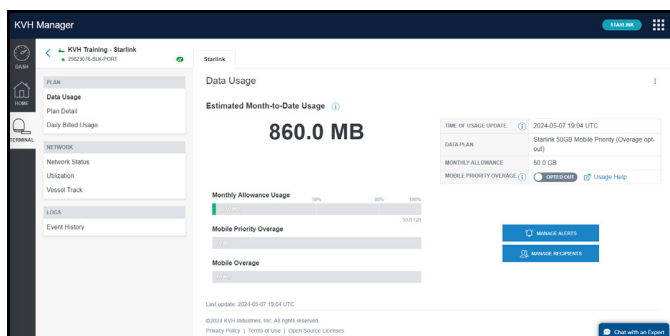 KVH Manager
STARLINK
DASH
HOME
TERMINAL
KVH Training - Starlink
25023076-SLK-PORT
PLAN
Data Usage
Plan Detail
Daily Billed Usage
NETWORK
Network Status
Utilization
Vessel Track
LOGS
Event History
Starlink
Data Usage
Estimated Month-to-Date Usage
860.0 MB
TIME OF USAGE UPDATE 2024-05-07 19:04 UTC
DATA PLAN Starlink 50GB Mobile Priority (Overage opt-
out)
MONTHLY ALLOWANCE 50.0 GB
MOBILE PRIORITY OVERAGE OPTED OUT Usage Help
Monthly Allowance Usage
50% 80% 100%
50.0 GB
Mobile Priority Overage
Mobile Overage
MANAGE ALERTS
MANAGE RECIPIENTS
Last update: 2024-05-07 19:04 UTC
©2024 KVH Industries, Inc. All rights reserved.
Privacy Policy | Terms of Use | Open Source Licenses
Chat with an Expert